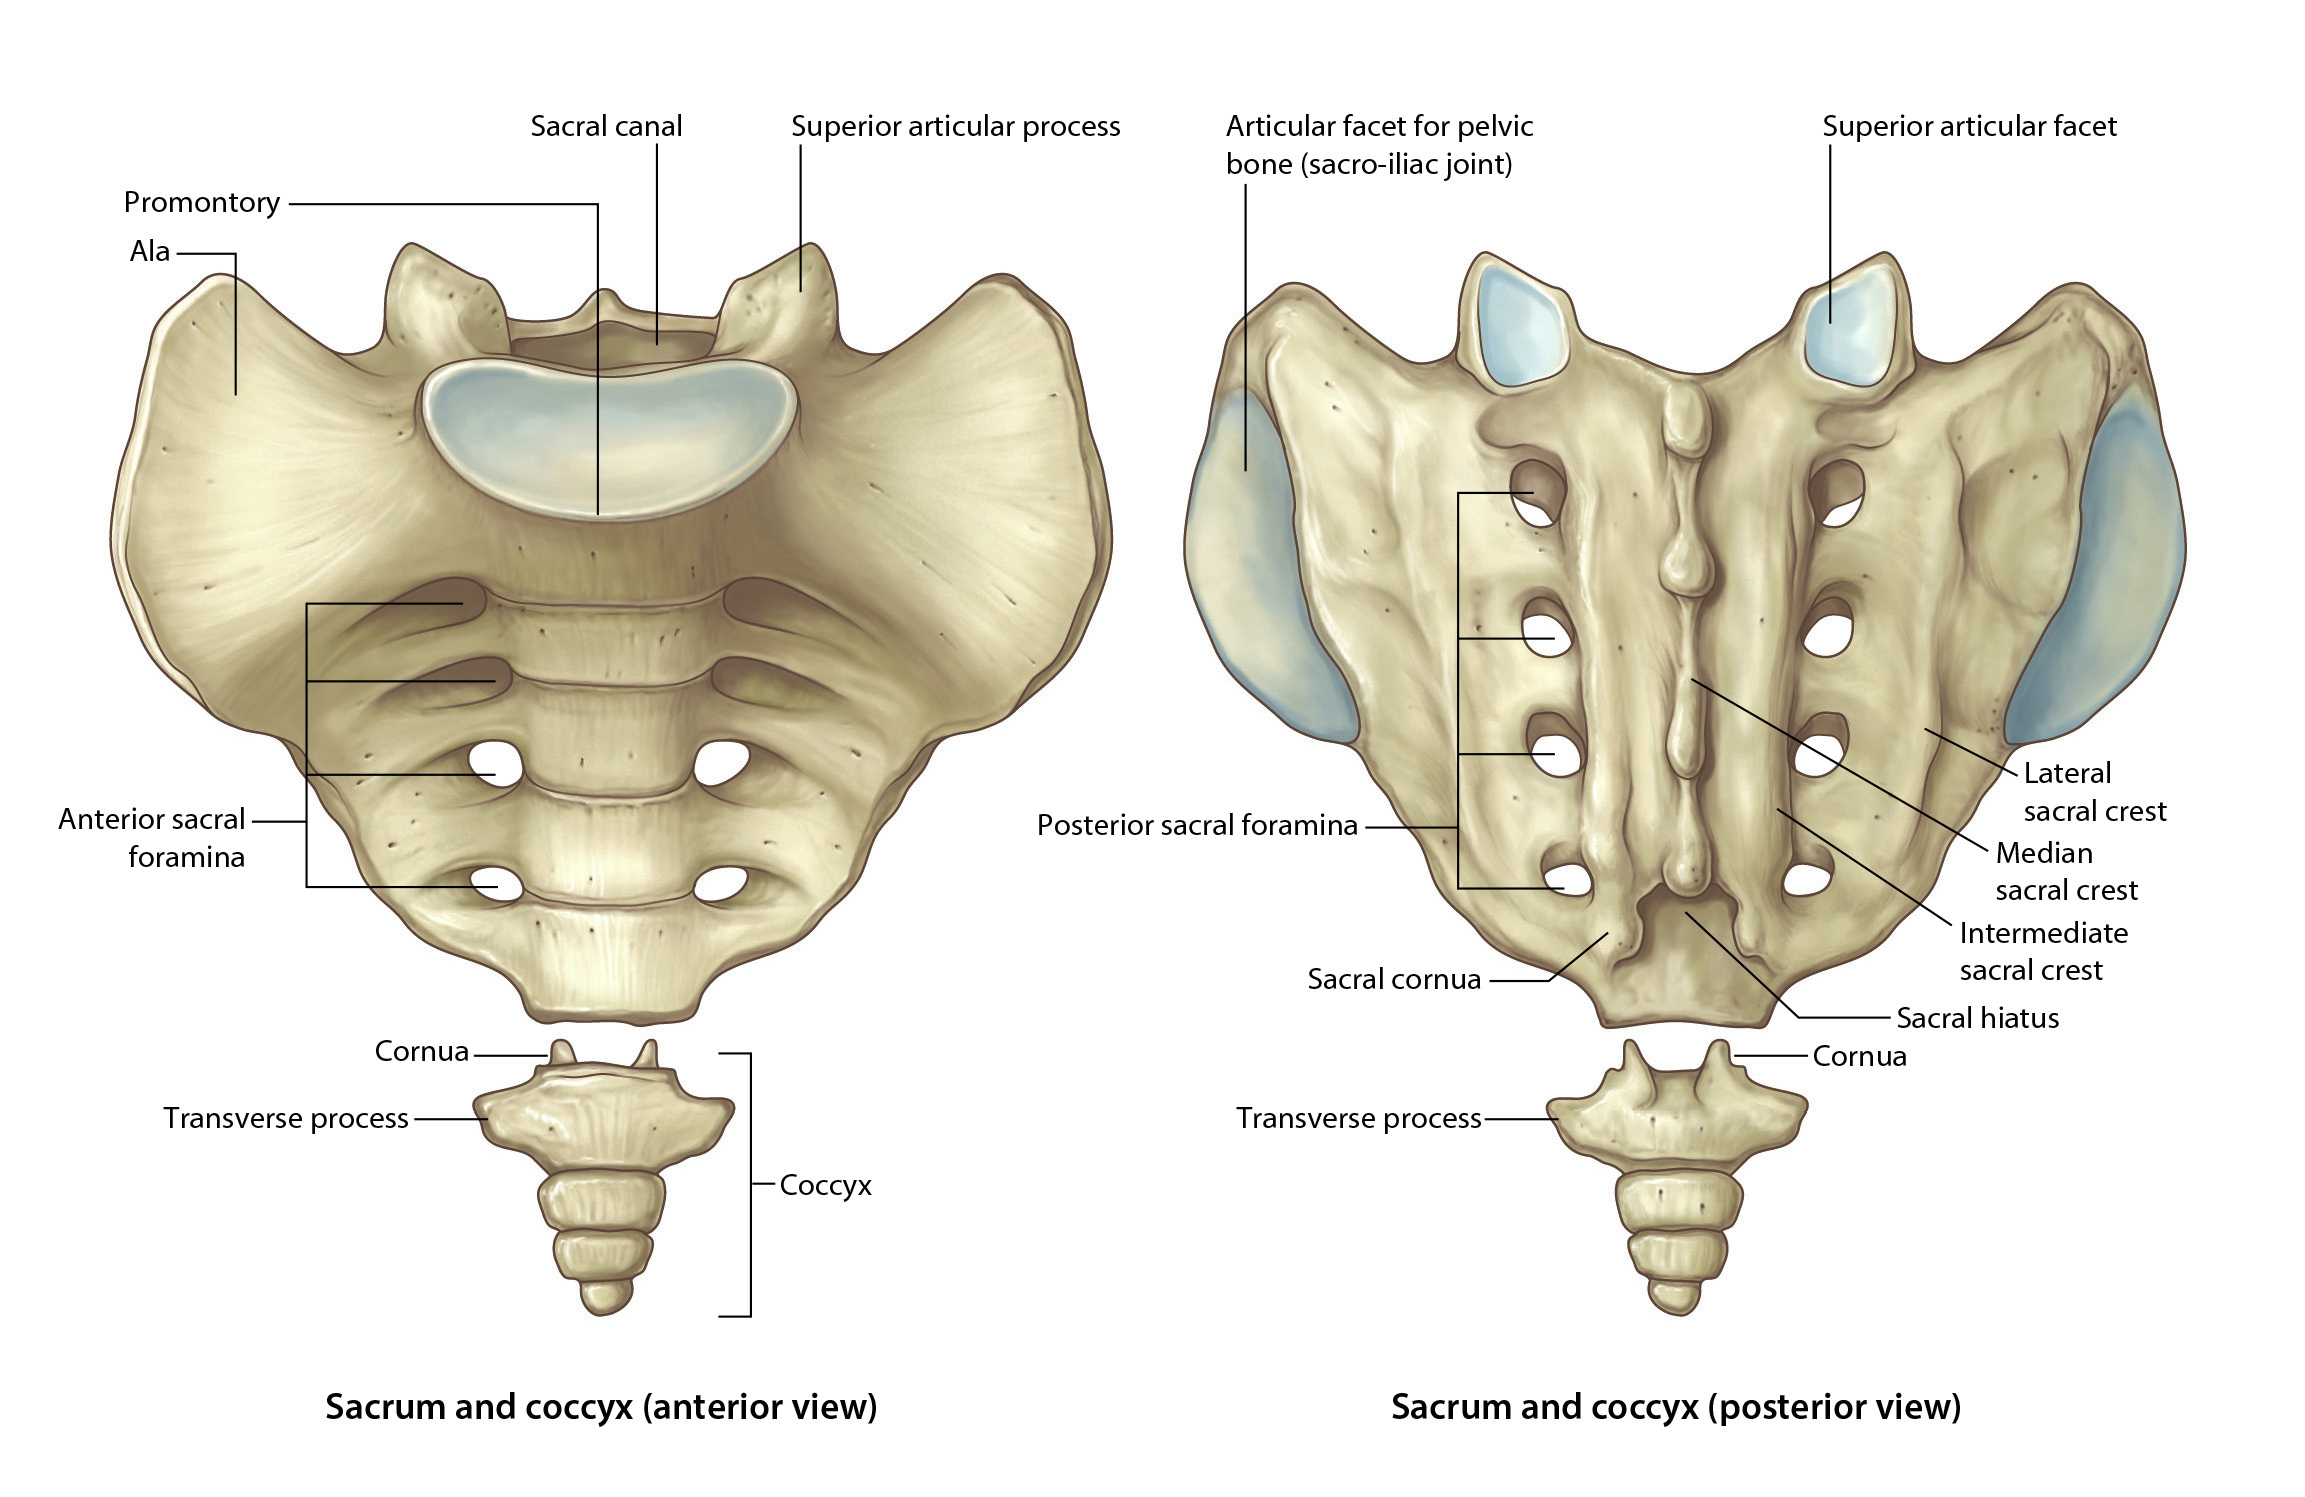 Sacral canal
Superior articular process
Promontory
Ala
Anterior sacral
foramina
Cornua
Transverse process
Coccyx
Sacrum and coccyx (anterior view)
Articular facet for pelvic
bone (sacro-iliac joint)
Superior articular facet
Posterior sacral foramina
Lateral
sacral crest
Median
sacral crest
Intermediate
sacral crest
Sacral cornua
Sacral hiatus
Cornua
Transverse process
Sacrum and coccyx (posterior view)